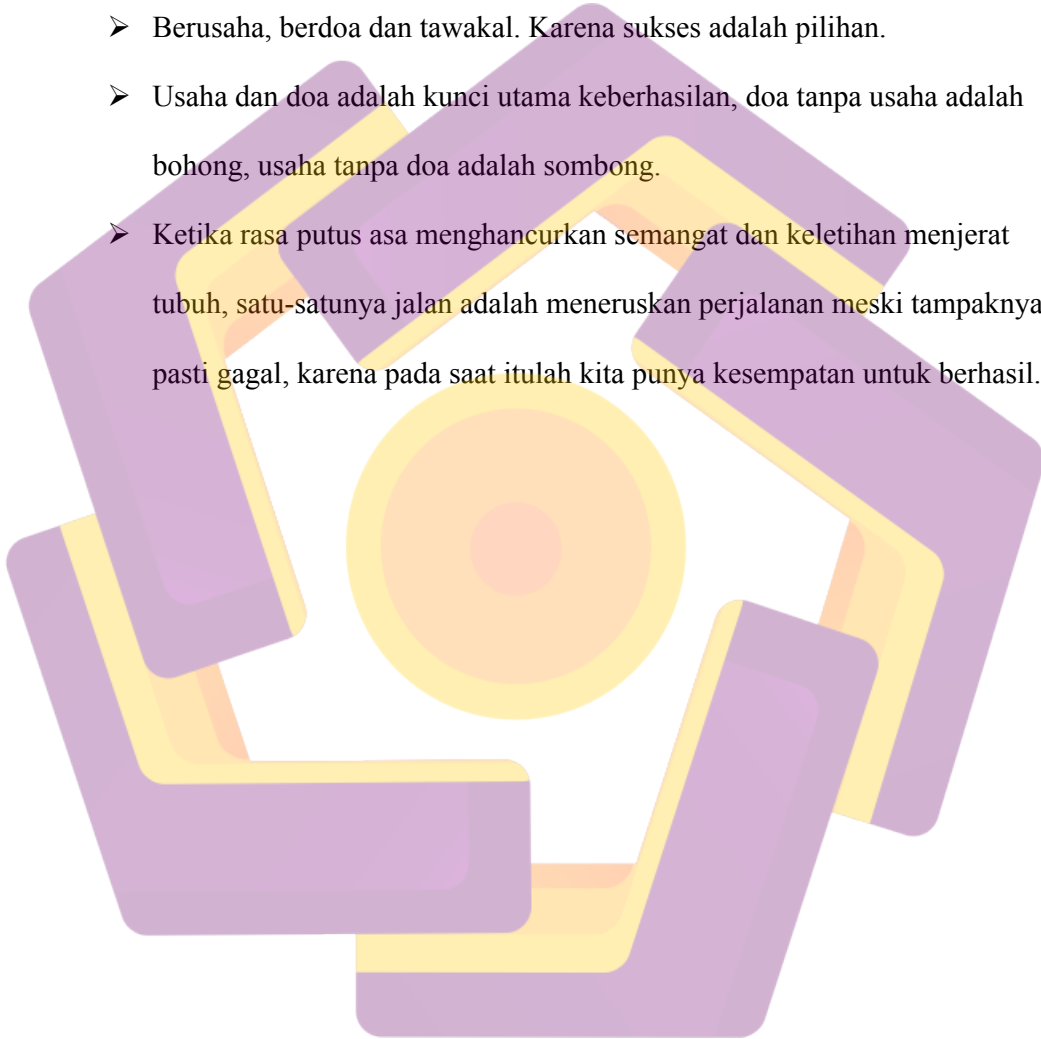 ➢ Berusaha, berdoa dan tawakal. Karena sukses adalah pilihan.
➢ Usaha dan doa adalah kunci utama keberhasilan, doa tanpa usaha adalah
bohong, usaha tanpa doa adalah sombong.
➢ Ketika rasa putus asa menghancurkan semangat dan keletihan menjerat
tubuh, satu-satunya jalan adalah meneruskan perjalanan meski tampaknya
pasti gagal, karena pada saat itulah kita punya kesempatan untuk berhasil.